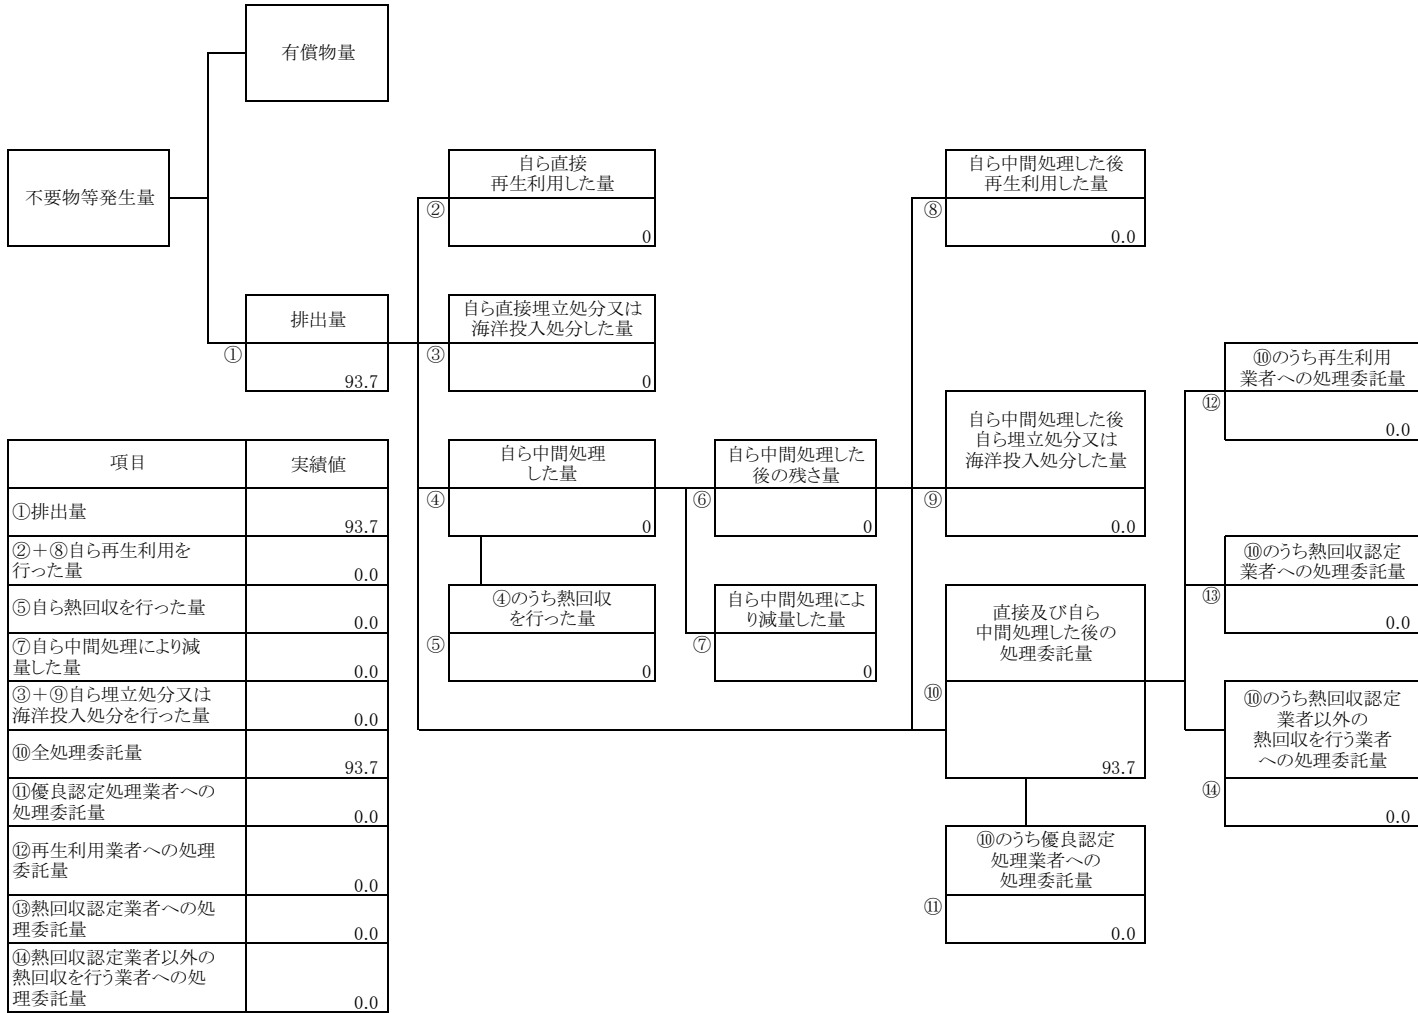 有償物量
不要物等発生量
自ら直接
再生利用した量
②
0
自ら中間処理した後
再生利用した量
⑧
0.0
排出量
①
93.7
自ら直接埋立処分又は
海洋投入処分した量
③
0
⑩のうち再生利用
業者への処理委託量
⑫
0.0
自ら中間処理
した量
④
0
自ら中間処理した
後の残さ量
⑥
0
自ら中間処理した後
自ら埋立処分又は
海洋投入処分した量
⑨
0.0
⑩のうち熱回収認定
業者への処理委託量
⑬
0.0
④のうち熱回収
を行った量
⑤
0
自ら中間処理によ
り減量した量
⑦
0
直接及び自ら
中間処理した後の
処理委託量
⑩
93.7
⑩のうち熱回収認定
業者以外の
熱回収を行う業者
への処理委託量
⑭
0.0
⑩のうち優良認定
処理業者への
処理委託量
⑪
0.0
項目 実績値
①排出量
93.7
②＋⑧自ら再生利用を
行った量
0.0
⑤自ら熱回収を行った量
0.0
⑦自ら中間処理により減
量した量
0.0
③＋⑨自ら埋立処分又は
海洋投入処分を行った量
0.0
⑩全処理委託量
93.7
⑪優良認定処理業者への
処理委託量
0.0
⑫再生利用業者への処理
委託量
0.0
⑬熱回収認定業者への処
理委託量
0.0
⑭熱回収認定業者以外の
熱回収を行う業者への処
理委託量
0.0